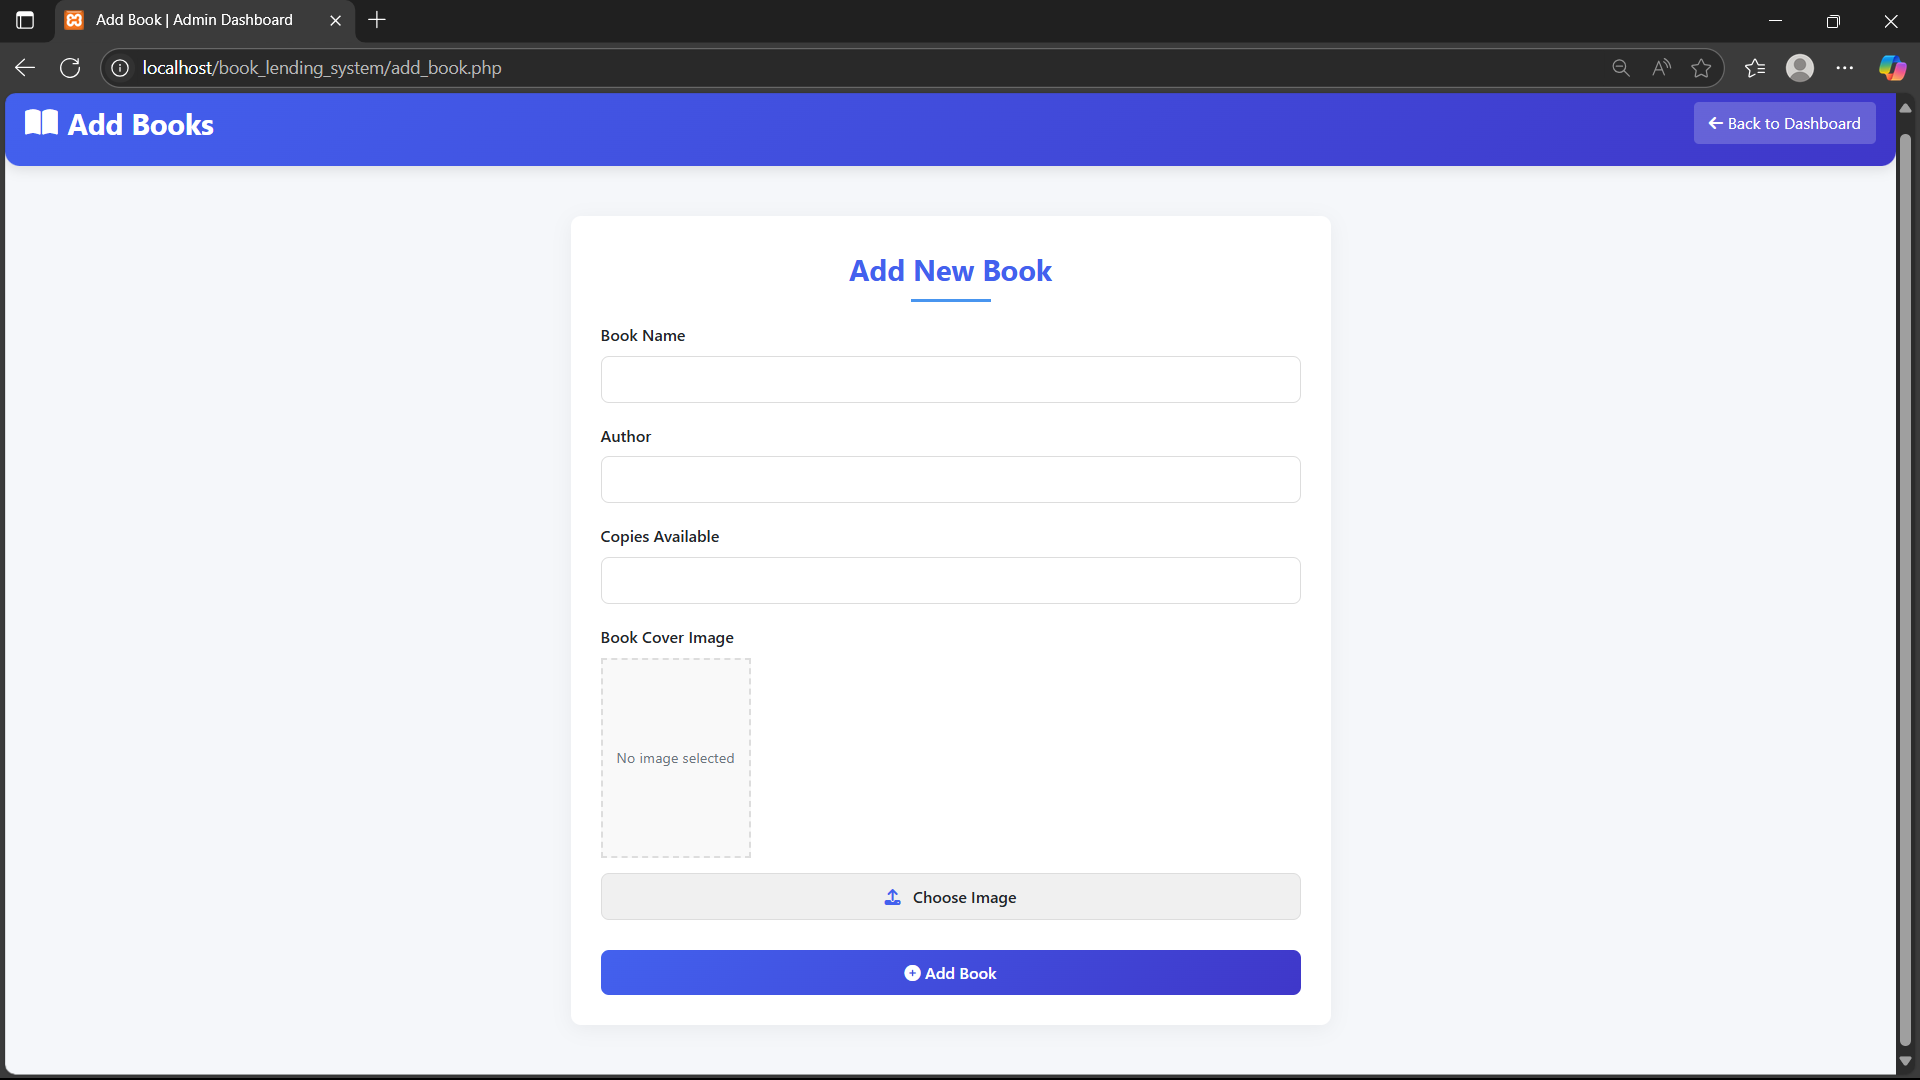 Add Book | Admin Dashboard
localhost/book_lending_system/add_book.php
Add Books
Back to Dashboard
Add New Book
Book Name
Author
Copies Available
Book Cover Image
No image selected
Choose Image
Add Book